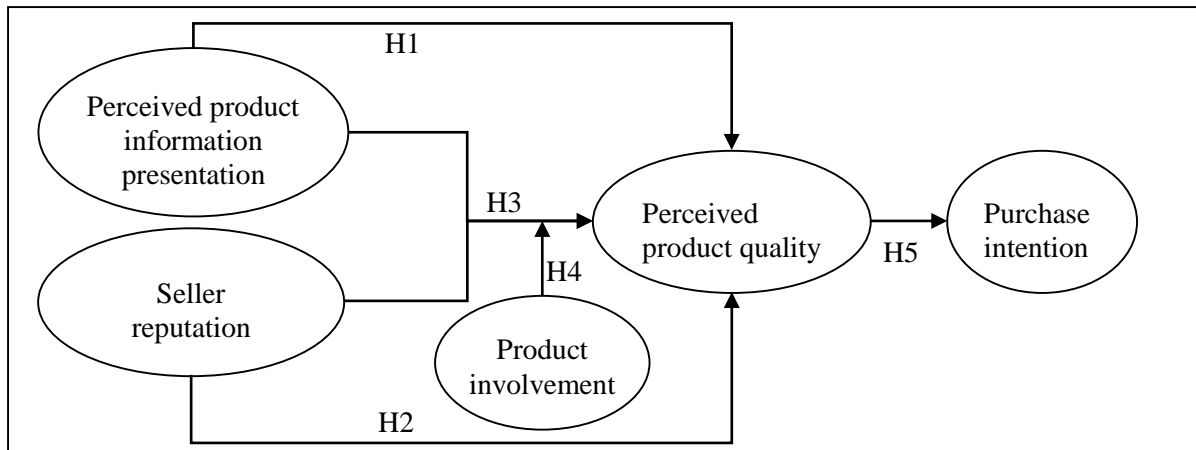 H1
Perceived product
information
presentation
H3
Perceived
product quality
Purchase
intention
H5
H4
Seller
reputation
Product
involvement
H2